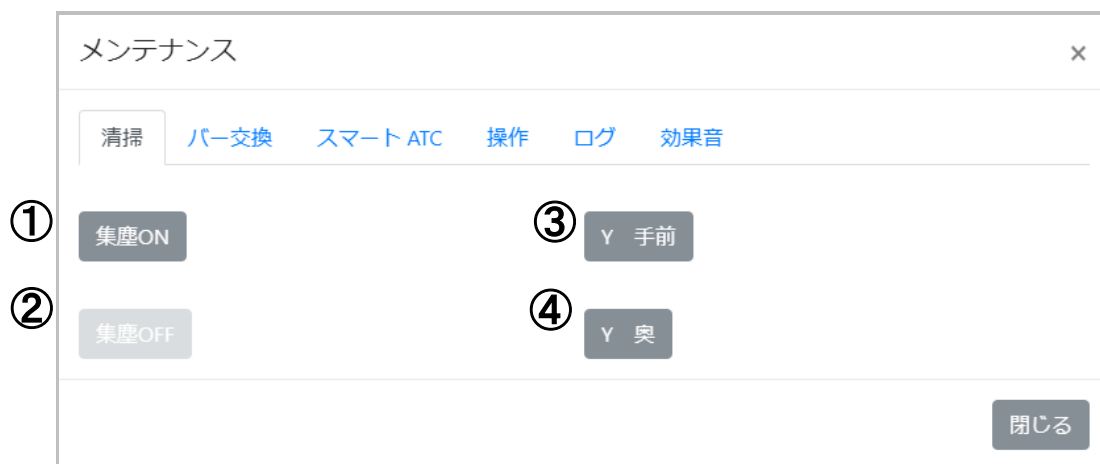 メンテナンス ×
清掃 バー交換 スマート ATC 操作 ログ 効果音
① 集塵ON ③ Y 手前
② 集塵OFF ④ Y 奥
閉じる